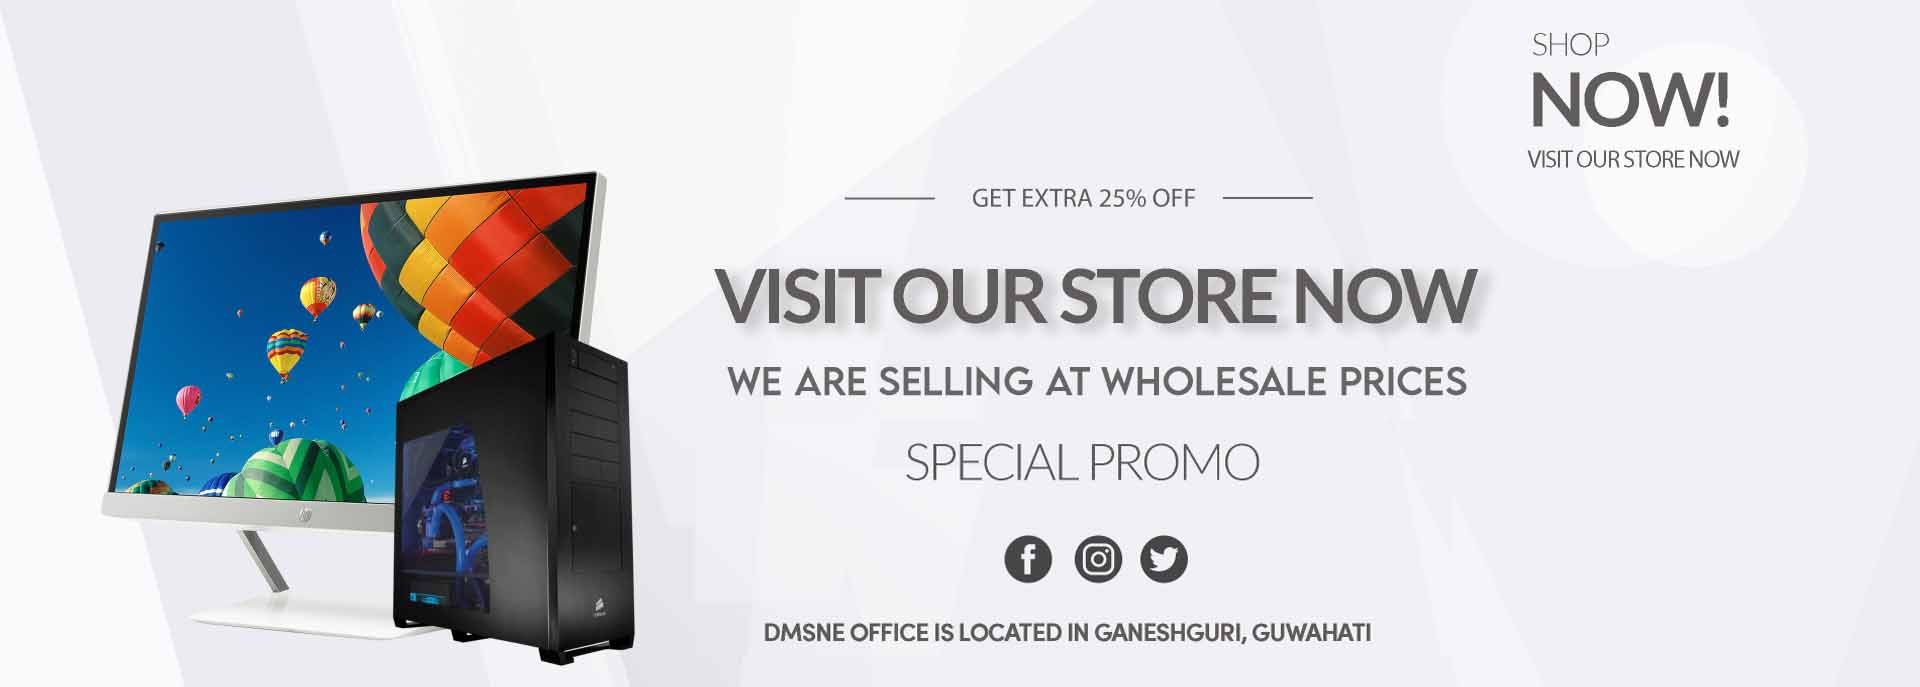 SHOP
NOW!
VISIT OUR STORE NOW
GET EXTRA 25% OFF
VISIT OUR STORE NOW
WE ARE SELLING AT WHOLESALE PRICES
SPECIAL PROMO
DMSNE OFFICE IS LOCATED IN GANESHGURI, GUWAHATI
hp